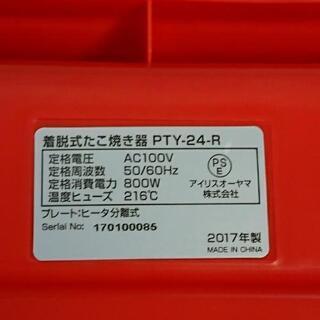 着脱式たこ焼き器 PTY-24-R
定格電圧 AC100V
定格周波数 50/60Hz
定格消費電力 800W
温度ヒューズ 216℃
プレート:ヒータ分離式
Serial No: 170100085
PS
E
アイリスオーヤマ
株式会社
2017年製
MADE IN CHINA